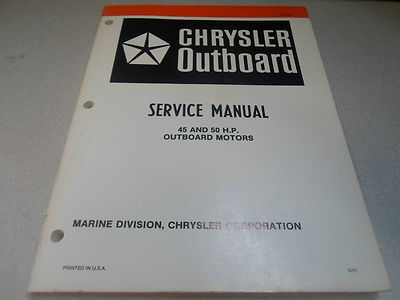 CHRYSLER
Outboard
SERVICE MANUAL
45 AND 50 H.P.
OUTBOARD MOTORS
MARINE DIVISION, CHRYSLER CORPORATION
PRINTED IN U.S.A.